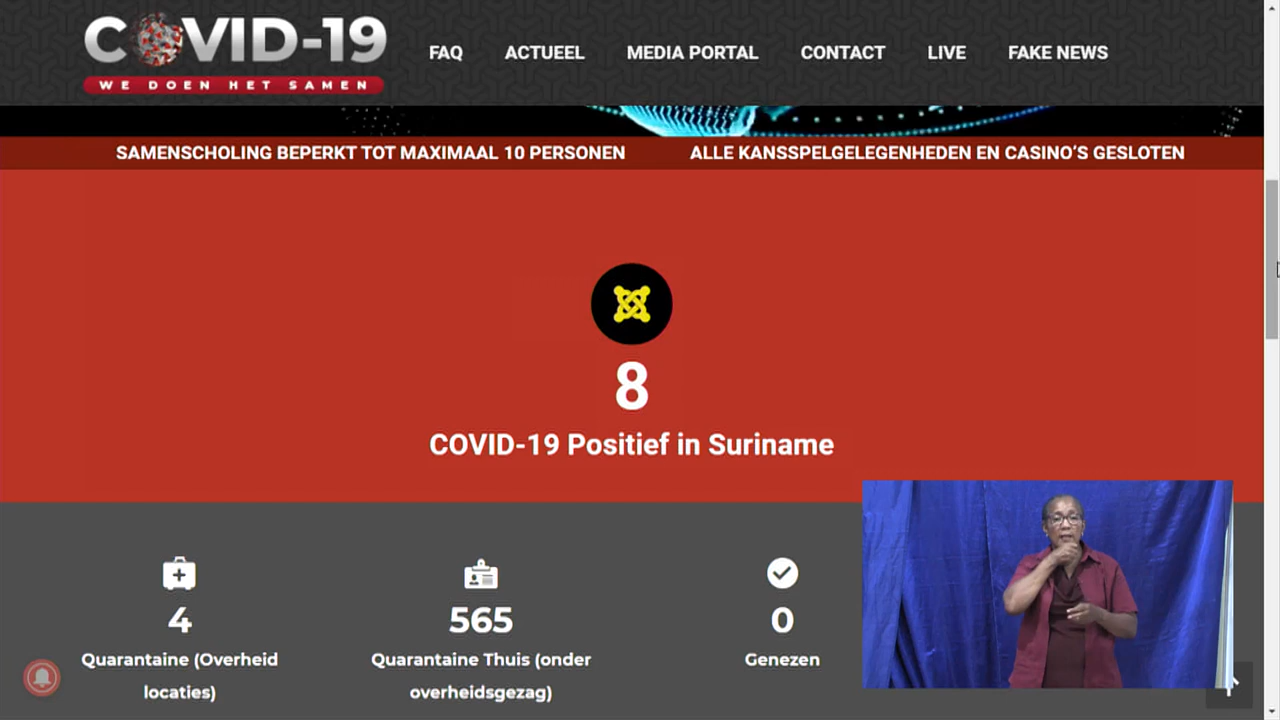 COVID-19
WE DOEN HET SAMEN
FAQ
ACTUEEL
MEDIA PORTAL
CONTACT
LIVE
FAKE NEWS
SAMENSCHOLING BEPERKT TOT MAXIMAAL 10 PERSONEN
ALLE KANSSPELGELEGENHEDEN EN CASINO'S GESLOTEN
8
COVID-19 Positief in Suriname
4
Quarantaine (Overheid
locaties)
565
Quarantaine Thuis (onder
overheidsgezag)
0
Genezen